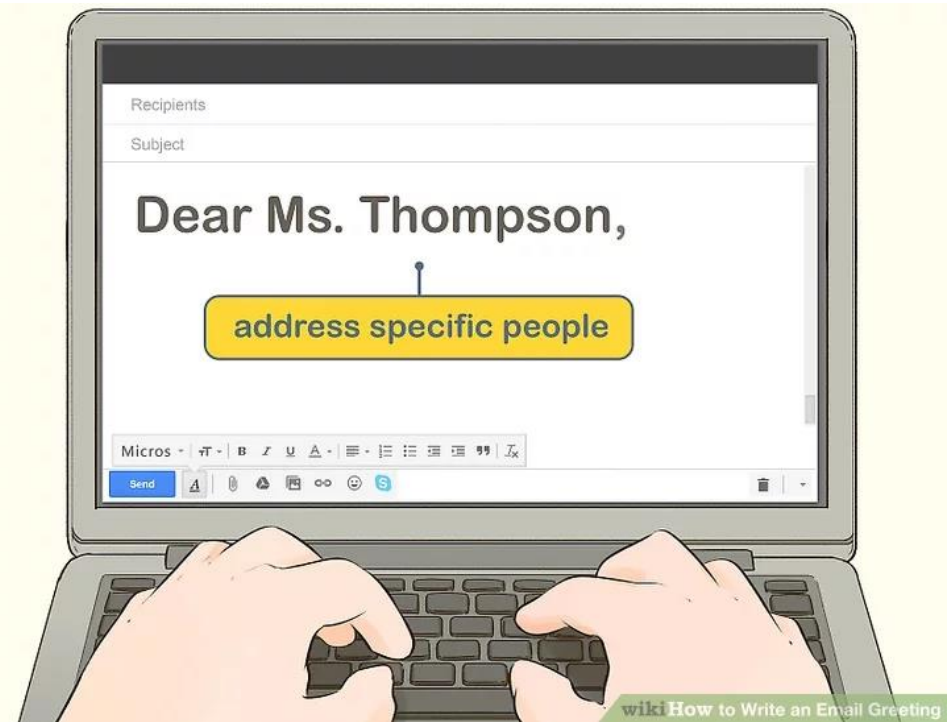 Recipients
Subject
Dear Ms. Thompson,
address specific people
Micros
B I U A
Send A
S
wikiHow to Write an Email Greeting